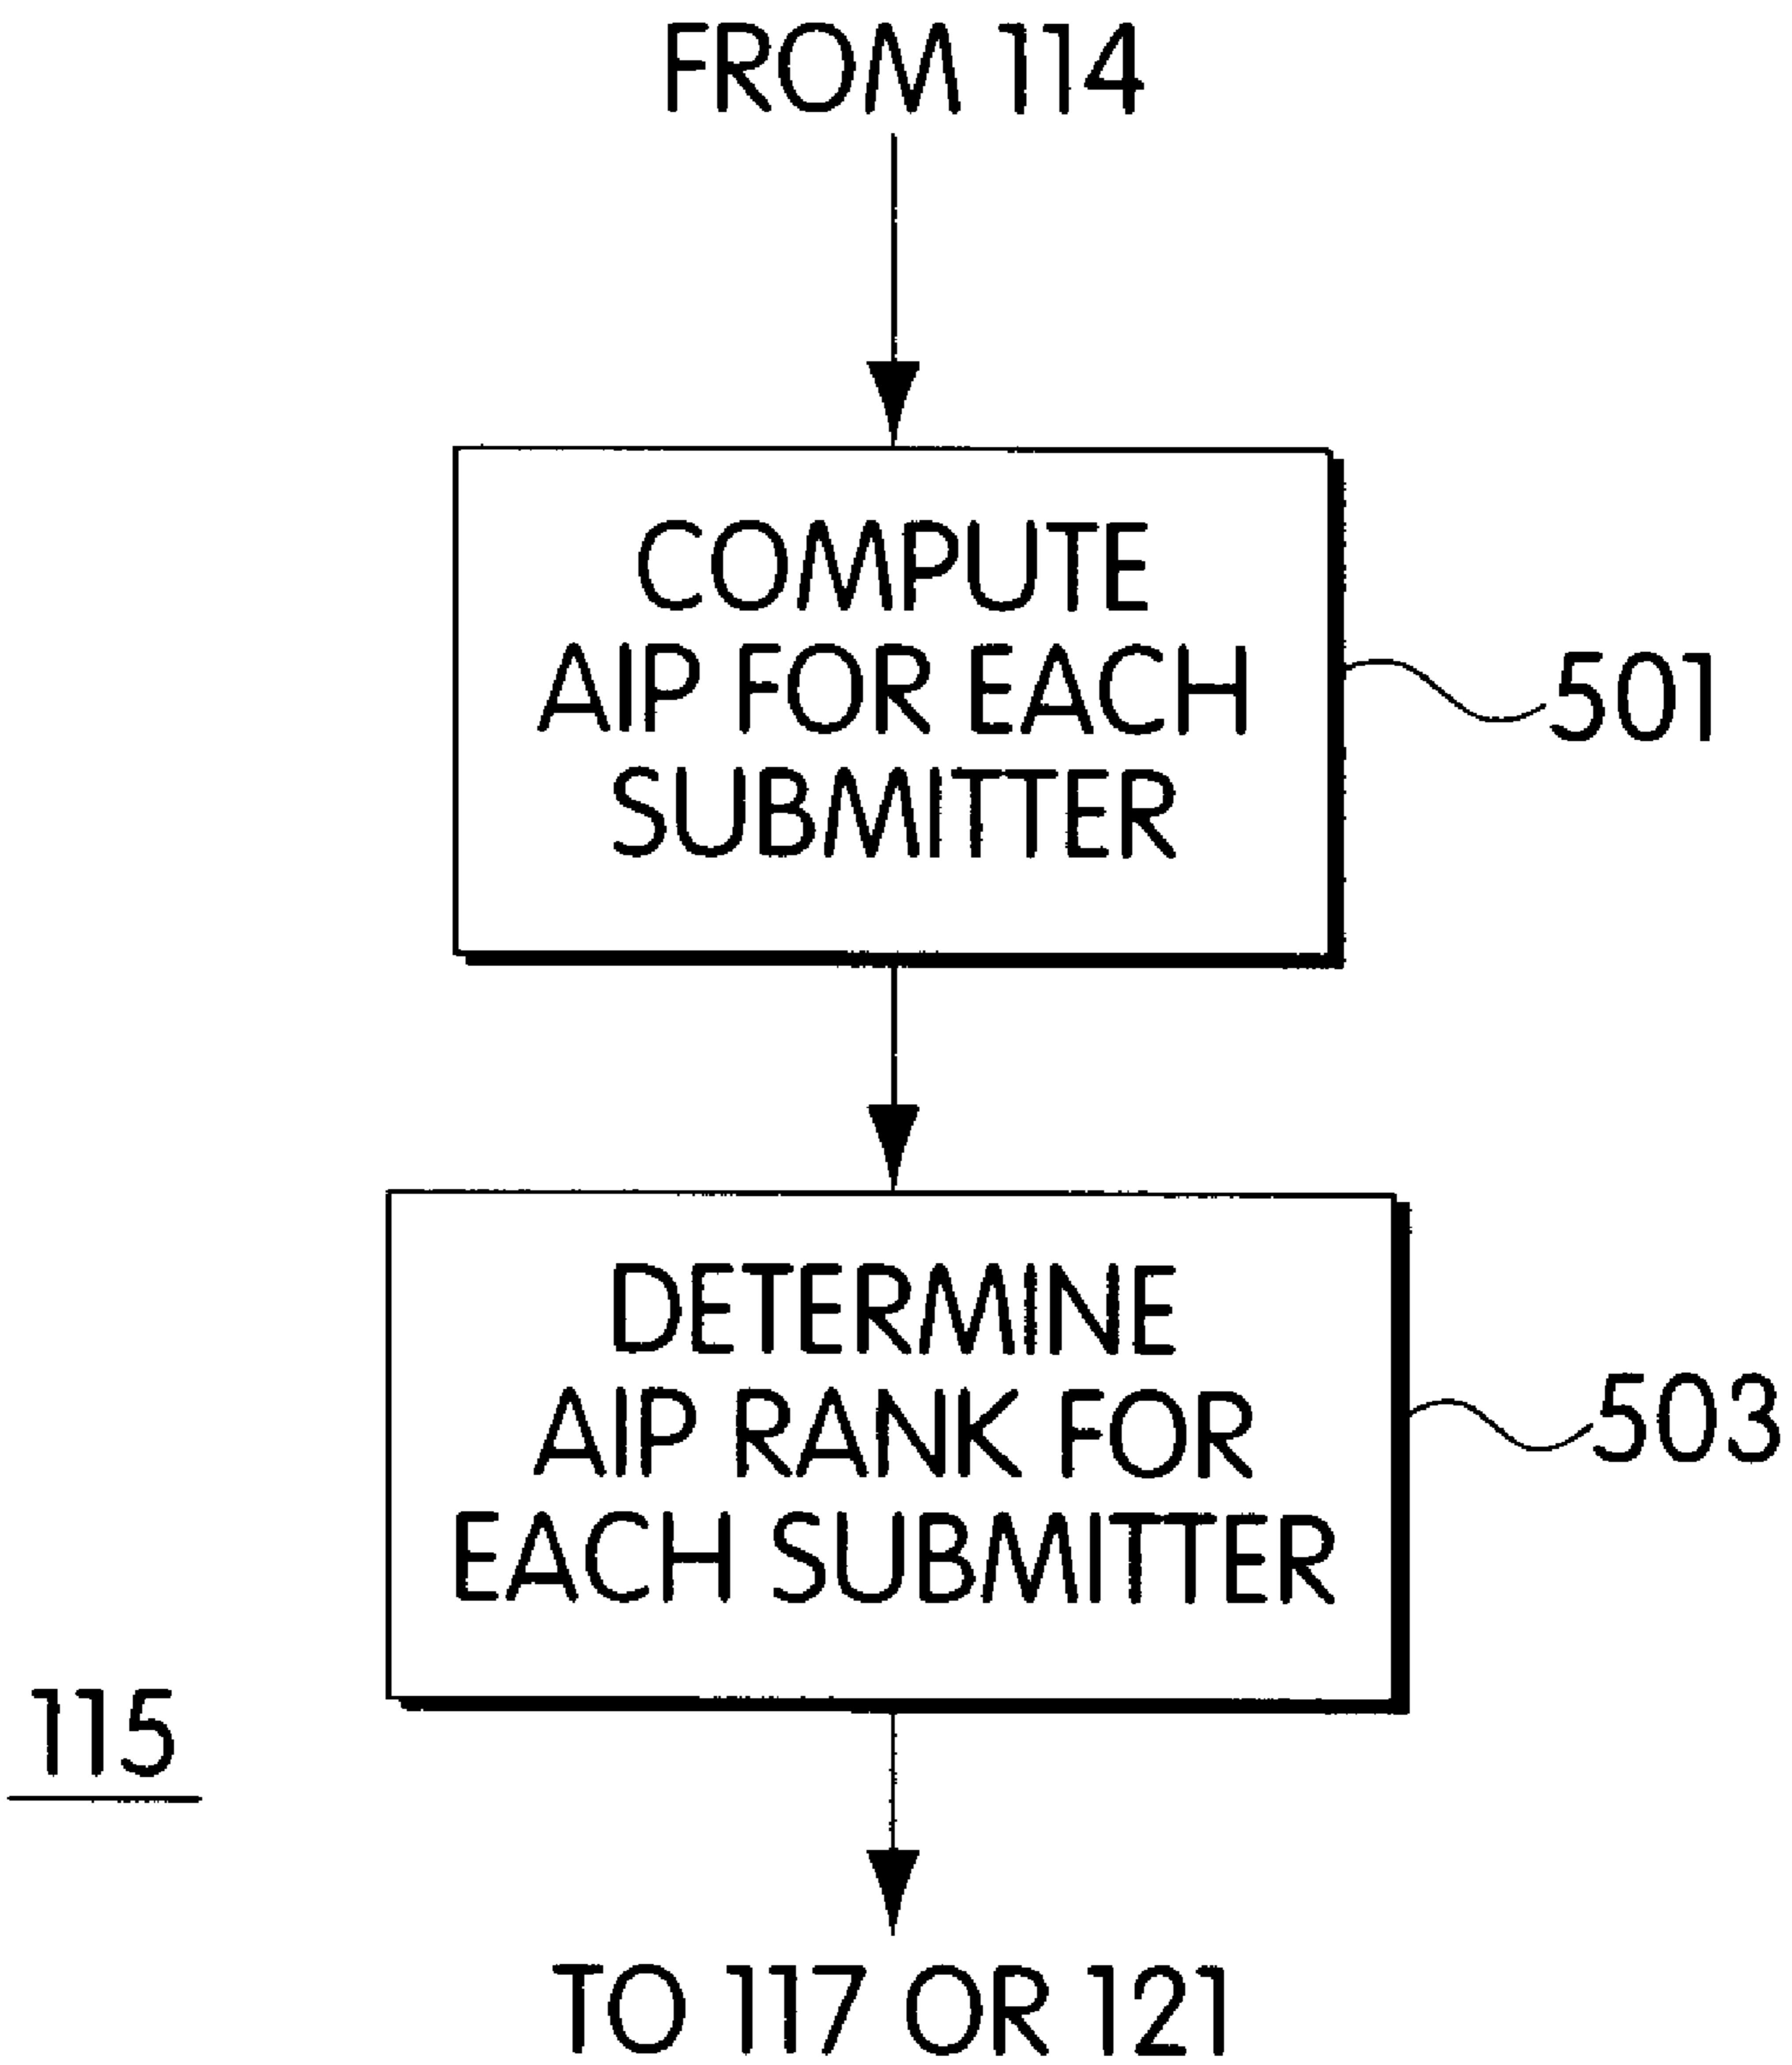 FROM 114
COMPUTE
AIP FOR EACH
SUBMITTER
501
DETERMINE
AIP RANK FOR
EACH SUBMITTER
503
115
TO 117 OR 121